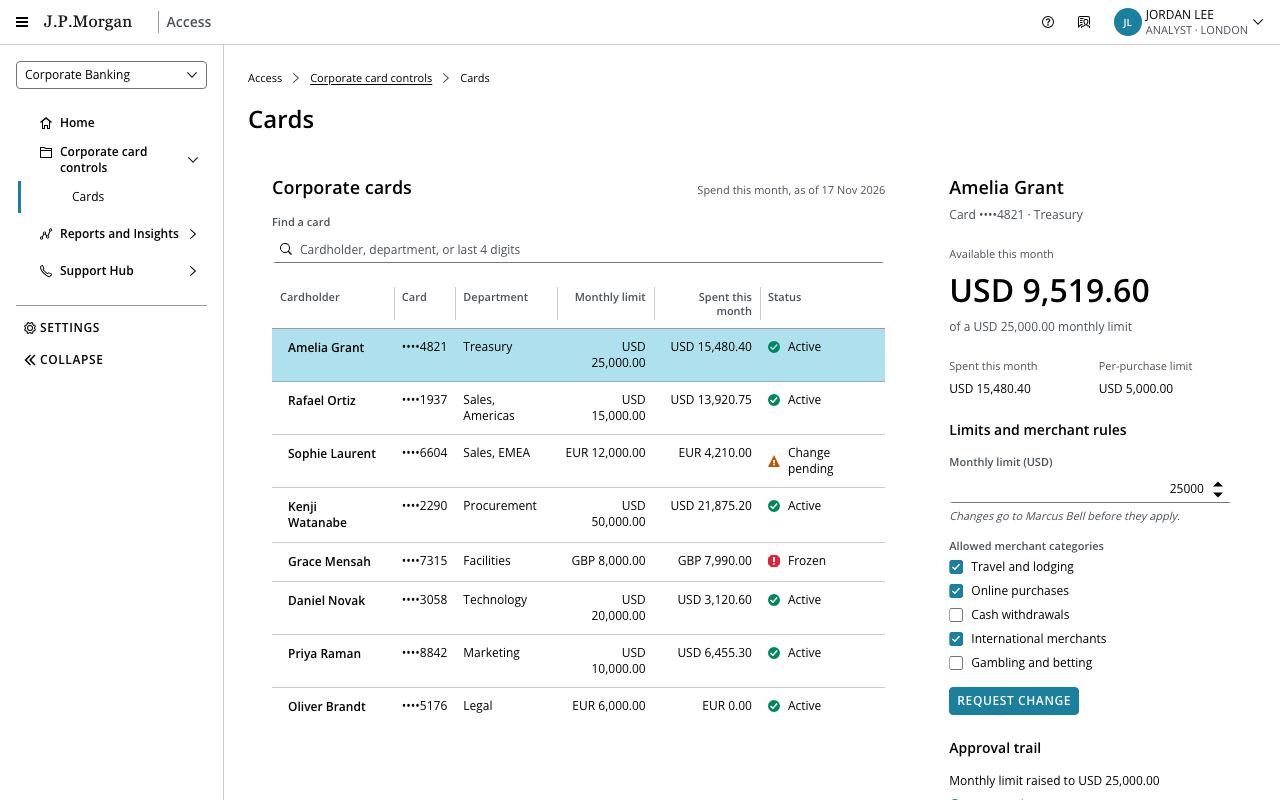 J.P.Morgan
Access
JL
JORDAN LEE
ANALYST · LONDON
Corporate Banking
Home
Corporate card
controls
Cards
Reports and Insights
Support Hub
SETTINGS
COLLAPSE
Access
Corporate card controls
Cards
Cards
Corporate cards
Spend this month, as of 17 Nov 2026
Find a card
Cardholder, department, or last 4 digits
Cardholder Card Department Monthly limit Spent this month Status
Amelia Grant ••••4821 Treasury USD 25,000.00 USD 15,480.40 Active
Rafael Ortiz ••••1937 Sales, Americas USD 15,000.00 USD 13,920.75 Active
Sophie Laurent ••••6604 Sales, EMEA EUR 12,000.00 EUR 4,210.00 Change pending
Kenji Watanabe ••••2290 Procurement USD 50,000.00 USD 21,875.20 Active
Grace Mensah ••••7315 Facilities GBP 8,000.00 GBP 7,990.00 Frozen
Daniel Novak ••••3058 Technology USD 20,000.00 USD 3,120.60 Active
Priya Raman ••••8842 Marketing USD 10,000.00 USD 6,455.30 Active
Oliver Brandt ••••5176 Legal EUR 6,000.00 EUR 0.00 Active
Amelia Grant
Card ••••4821 · Treasury
Available this month
USD 9,519.60
of a USD 25,000.00 monthly limit
Spent this month Per-purchase limit
USD 15,480.40 USD 5,000.00
Limits and merchant rules
Monthly limit (USD)
25000
Changes go to Marcus Bell before they apply.
Allowed merchant categories
Travel and lodging
Online purchases
Cash withdrawals
International merchants
Gambling and betting
REQUEST CHANGE
Approval trail
Monthly limit raised to USD 25,000.00